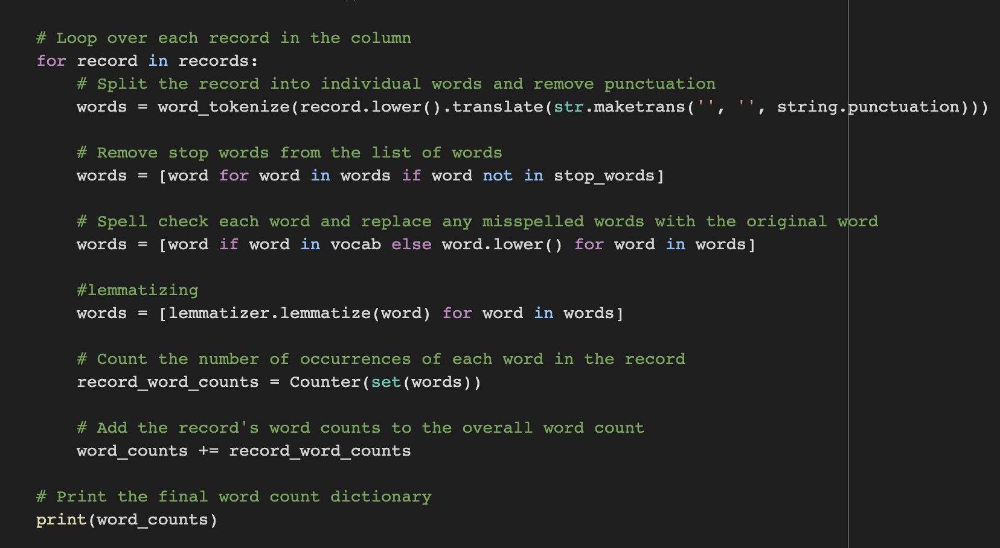 # Loop over each record in the column
for record in records:
    # Split the record into individual words and remove punctuation
    words = word_tokenize(record.lower().translate(str.maketrans('', '', string.punctuation)))

    # Remove stop words from the list of words
    words = [word for word in words if word not in stop_words]

    # Spell check each word and replace any misspelled words with the original word
    words = [word if word in vocab else word.lower() for word in words]

    #lemmatizing
    words = [lemmatizer.lemmatize(word) for word in words]

    # Count the number of occurrences of each word in the record
    record_word_counts = Counter(set(words))

    # Add the record's word counts to the overall word count
    word_counts += record_word_counts

# Print the final word count dictionary
print(word_counts)